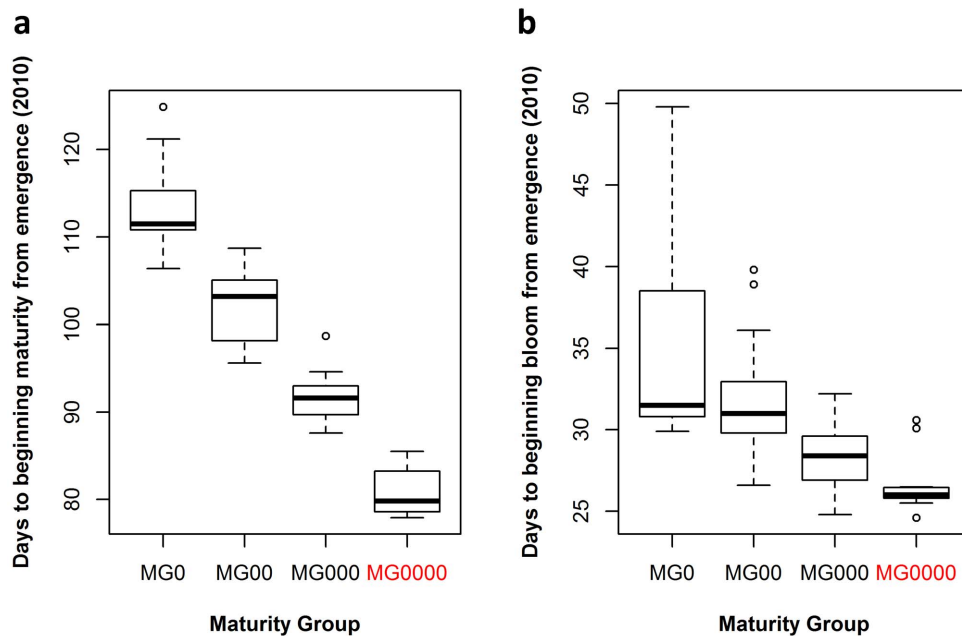 a
Days to beginning maturity from emergence (2010)
120
110
100
90
80
MG0 MG00 MG000 MG0000
Maturity Group
b
Days to beginning bloom from emergence (2010)
50
45
40
35
30
25
MG0 MG00 MG000 MG0000
Maturity Group